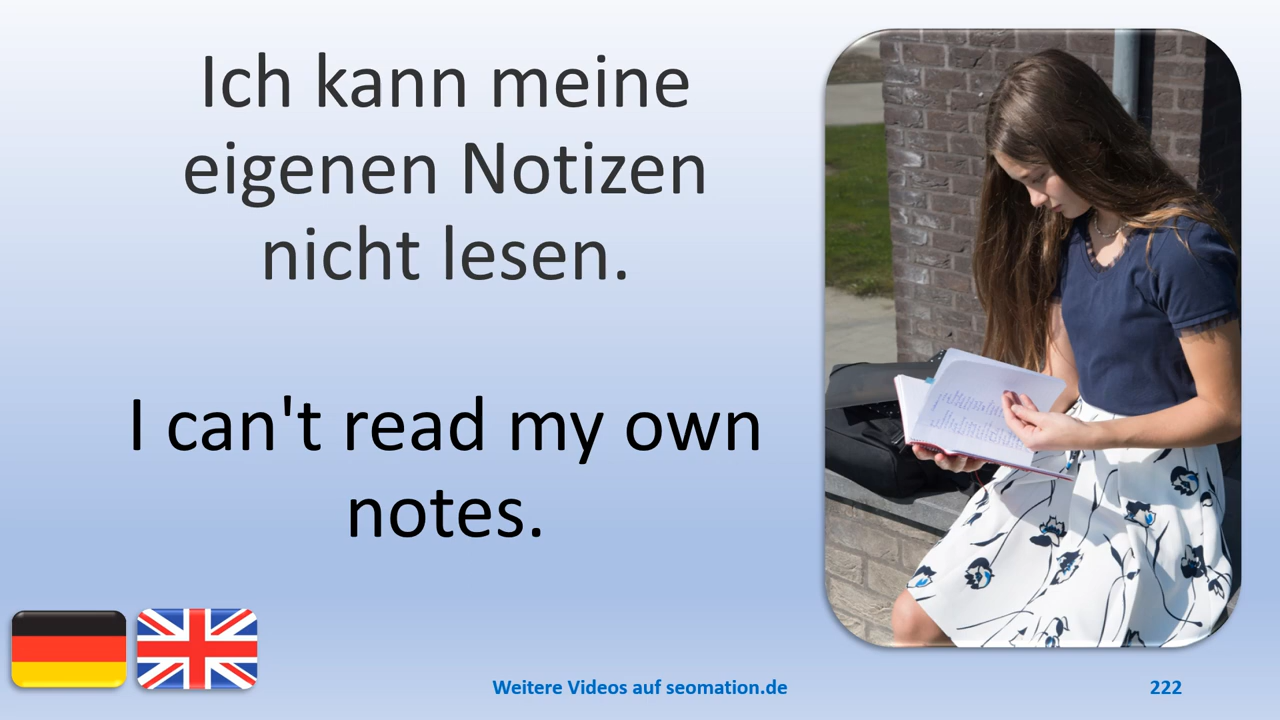 Ich kann meine
eigenen Notizen
nicht lesen.
I can't read my own
notes.
Weitere Videos auf seomation.de
222